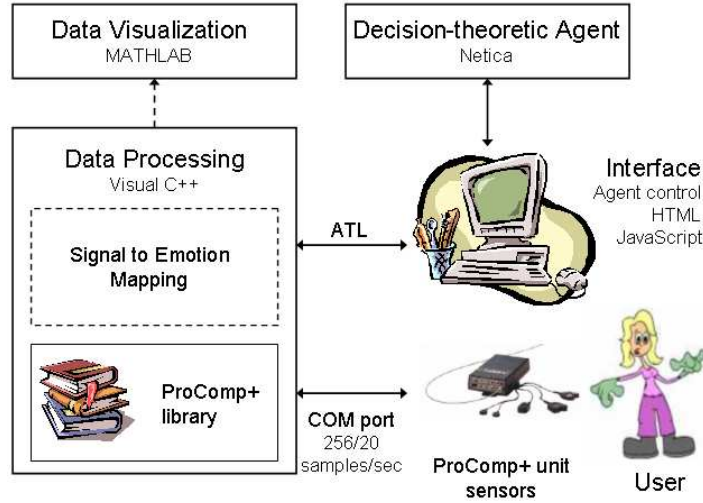 Data Visualization
MATHLAB
Decision-theoretic Agent
Netica
Data Processing
Visual C++
Signal to Emotion
Mapping
ATL
Interface
Agent control
HTML
JavaScript
ProComp+
library
COM port
256/20
samples/sec
ProComp+ unit
sensors
User